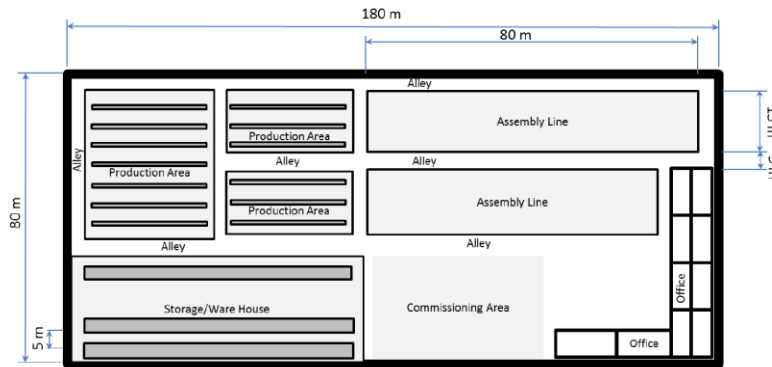 180 m
80 m
Alley
Assembly Line
Production Area
Alley
Production Area
Alley
Alley
80 m
Production Area
Assembly Line
Alley
Alley
Office
Storage/Ware House
Commissioning Area
5 m
Office